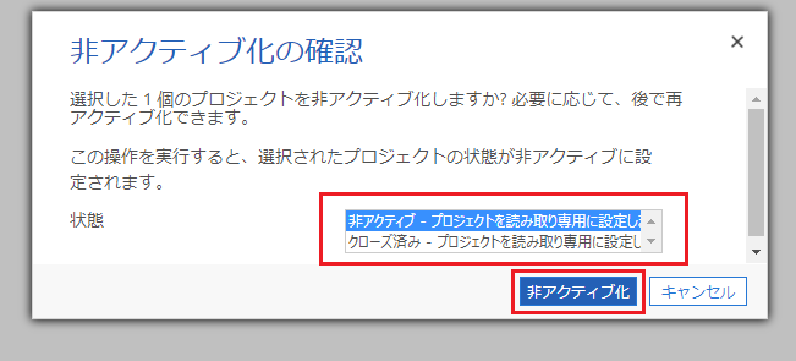 非アクティブ化の確認
×
選択した 1 個のプロジェクトを非アクティブ化しますか? 必要に応じて、後で再
アクティブ化できます。
この操作を実行すると、選択されたプロジェクトの状態が非アクティブに設
定されます。
状態
非アクティブ - プロジェクトを読み取り専用に設定し
クローズ済み - プロジェクトを読み取り専用に設定し
非アクティブ化 キャンセル